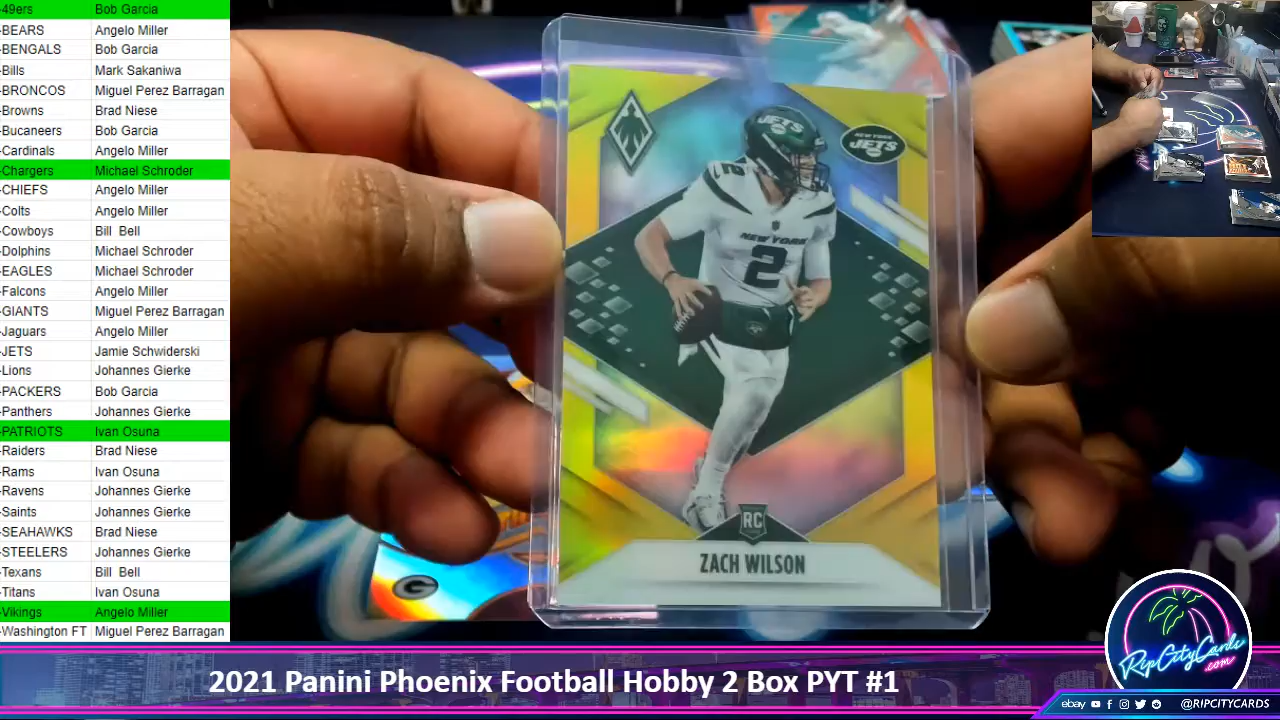 -49ers Bob Garcia
-BEARS Angelo Miller
-BENGALS Bob Garcia
-Bills Mark Sakaniwa
-BRONCOS Miguel Perez Barragan
-Browns Brad Niese
-Bucaneers Bob Garcia
-Cardinals Angelo Miller
-Chargers Michael Schroder
-CHIEFS Angelo Miller
-Colts Angelo Miller
-Cowboys Bill Bell
-Dolphins Michael Schroder
-EAGLES Michael Schroder
-Falcons Angelo Miller
-GIANTS Miguel Perez Barragan
-Jaguars Angelo Miller
-JETS Jamie Schwiderski
-Lions Johannes Gierke
-PACKERS Bob Garcia
-Panthers Johannes Gierke
-PATRIOTS Ivan Osuna
-Raiders Brad Niese
-Rams Ivan Osuna
-Ravens Johannes Gierke
-Saints Johannes Gierke
-SEAHAWKS Brad Niese
-STEELERS Johannes Gierke
-Texans Bill Bell
-Titans Ivan Osuna
-Vikings Angelo Miller
-Washington FT Miguel Perez Barragan
JETS
NEW YORK
JETS
2
NEW YORK
2
RC
ZACH WILSON
G
RipCityCards
.com
2021 Panini Phoenix Football Hobby 2 Box PYT #1
ebay @RIPCITYCARDS